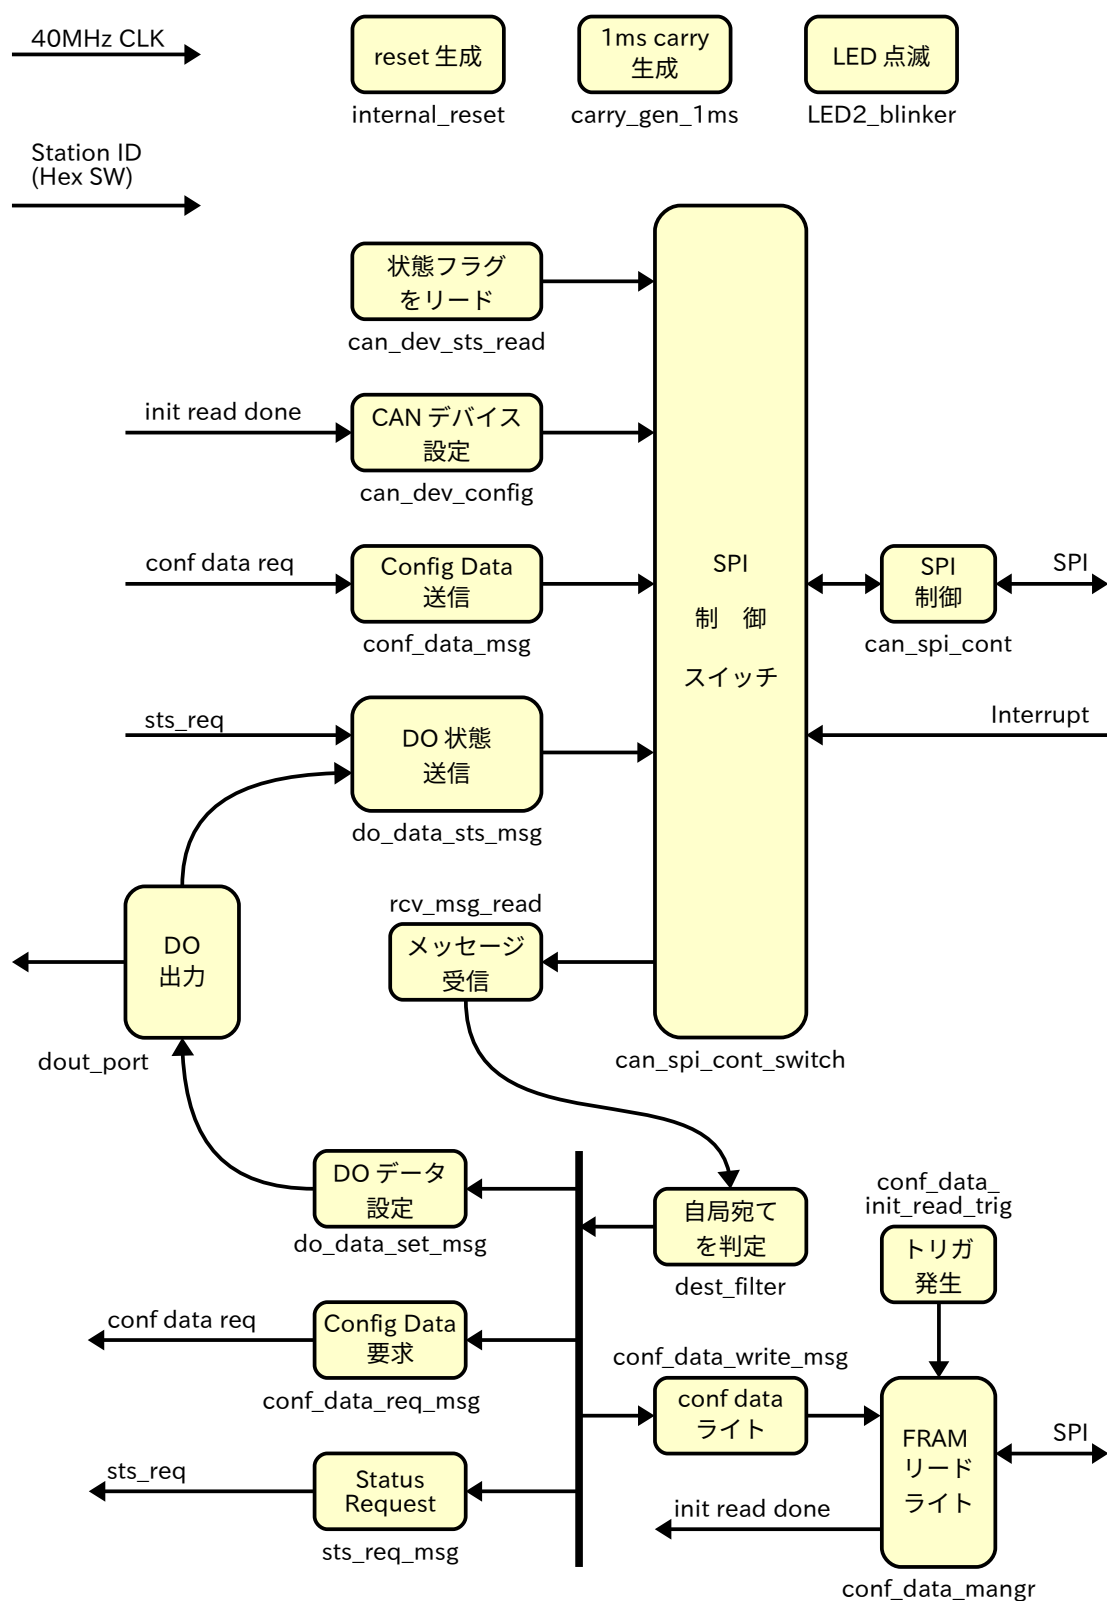 40MHz CLK
reset 生成
internal_reset
1ms carry
生成
carry_gen_1ms
LED 点滅
LED2_blinker
Station ID
(Hex SW)
状態フラグ
をリード
can_dev_sts_read
init read done
CAN デバイス
設定
can_dev_config
conf data req
Config Data
送信
conf_data_msg
SPI
制 御
スイッチ
can_spi_cont_switch
SPI
制御
can_spi_cont
SPI
Interrupt
sts_req
DO 状態
送信
do_data_sts_msg
DO
出力
dout_port
rcv_msg_read
メッセージ
受信
DO データ
設定
do_data_set_msg
自局宛て
を判定
dest_filter
conf_data_
init_read_trig
トリガ
発生
conf data req
Config Data
要求
conf_data_req_msg
conf_data_write_msg
conf data
ライト
FRAM
リード
ライト
conf_data_mangr
SPI
sts_req
Status
Request
sts_req_msg
init read done